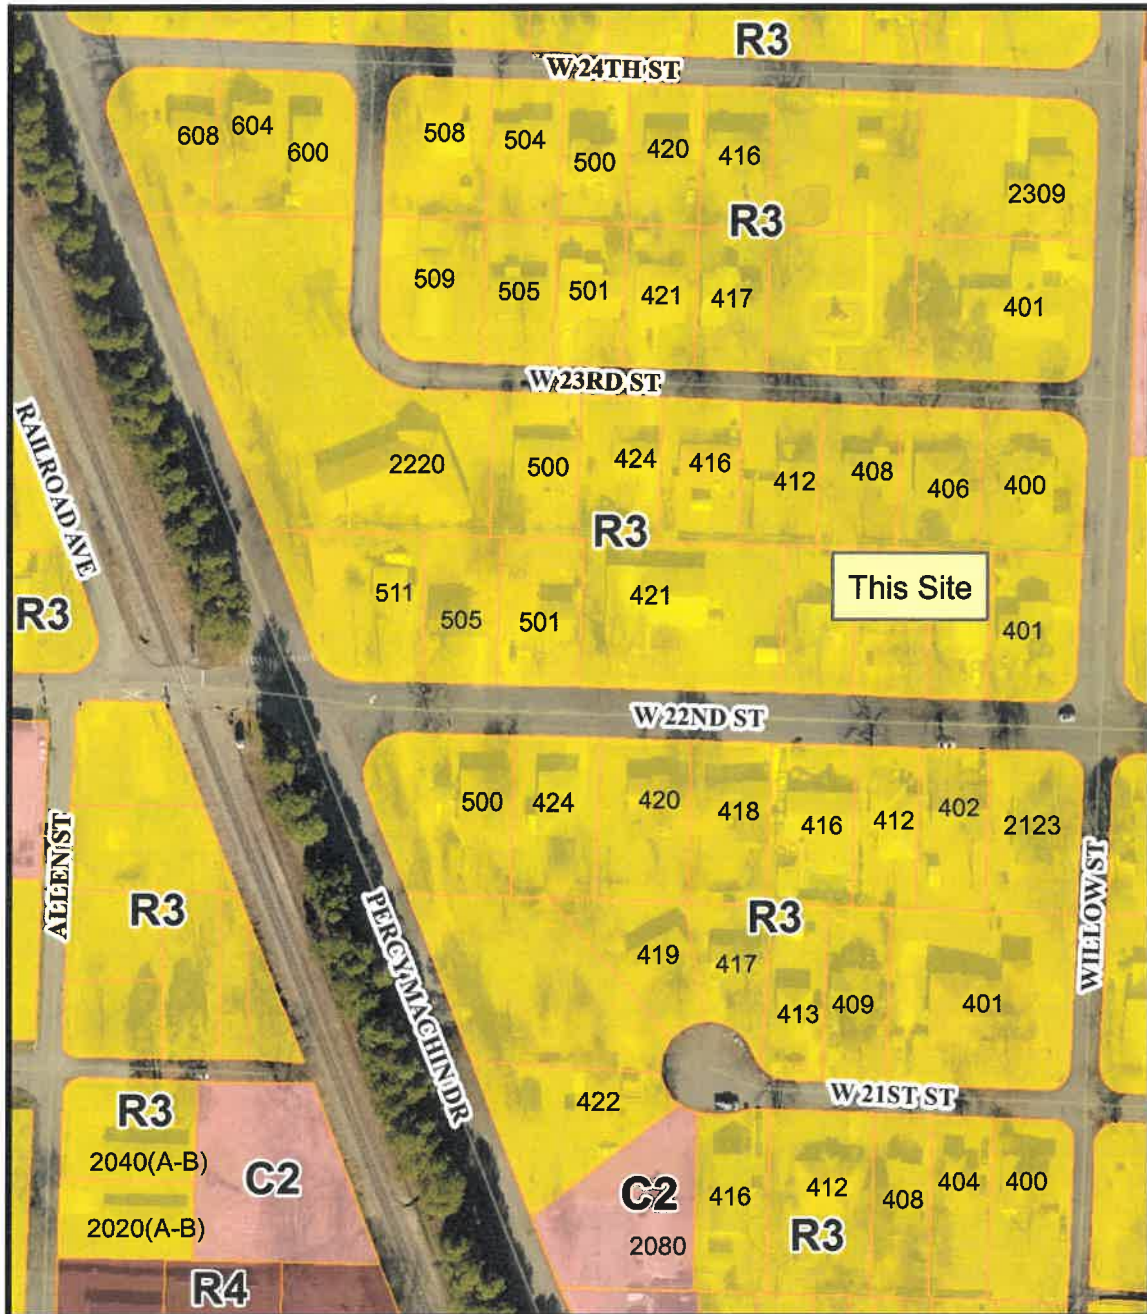 R3
W 24TH ST
608
604
600
508
504
500
420
416
2309
R3
509
505
501
421
417
401
W 23RD ST
RAILROAD AVE
2220
500
424
416
412
408
406
400
R3
511
505
501
421
This Site
401
R3
W 22ND ST
500
424
420
418
416
412
402
2123
ALLEN ST
R3
PERCY MACHIN DR
R3
WILLOW ST
419
417
413
409
401
422
W 21ST ST
R3
2040(A-B)
C2
2020(A-B)
R4
C2
2080
416
412
408
404
400
R3